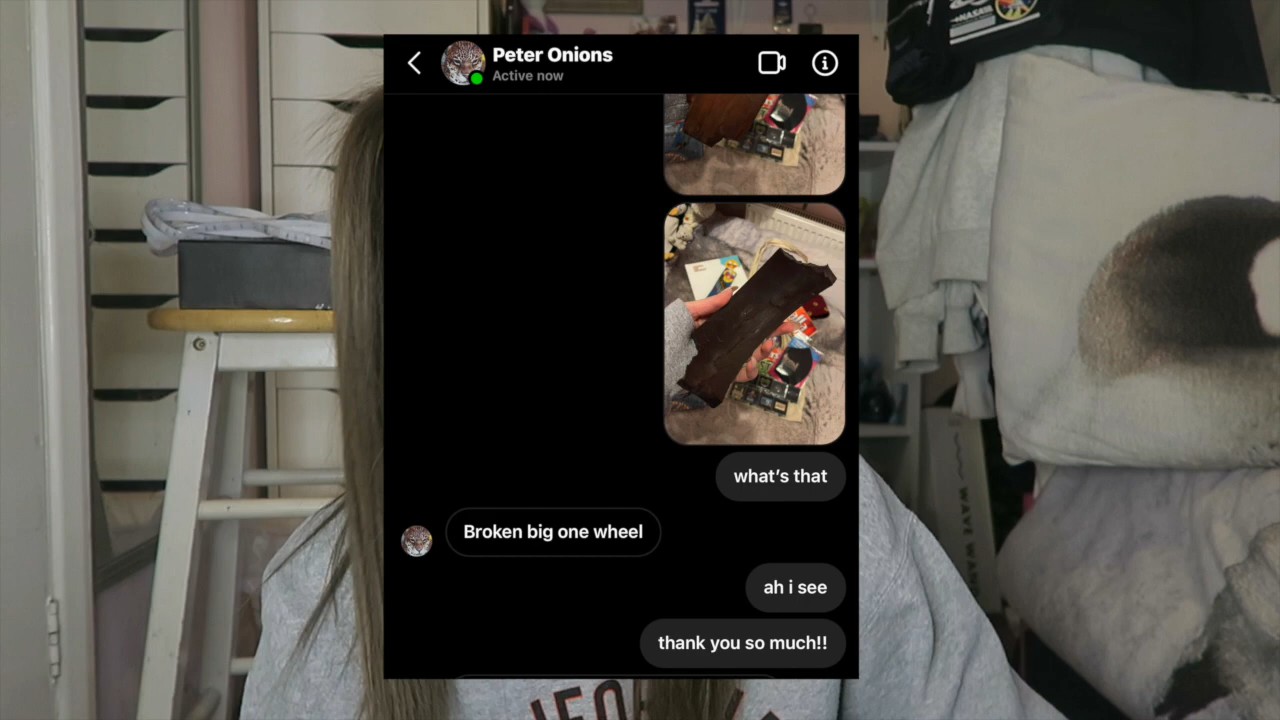 Peter Onions
Active now
what's that
Broken big one wheel
ah i see
thank you so much!!